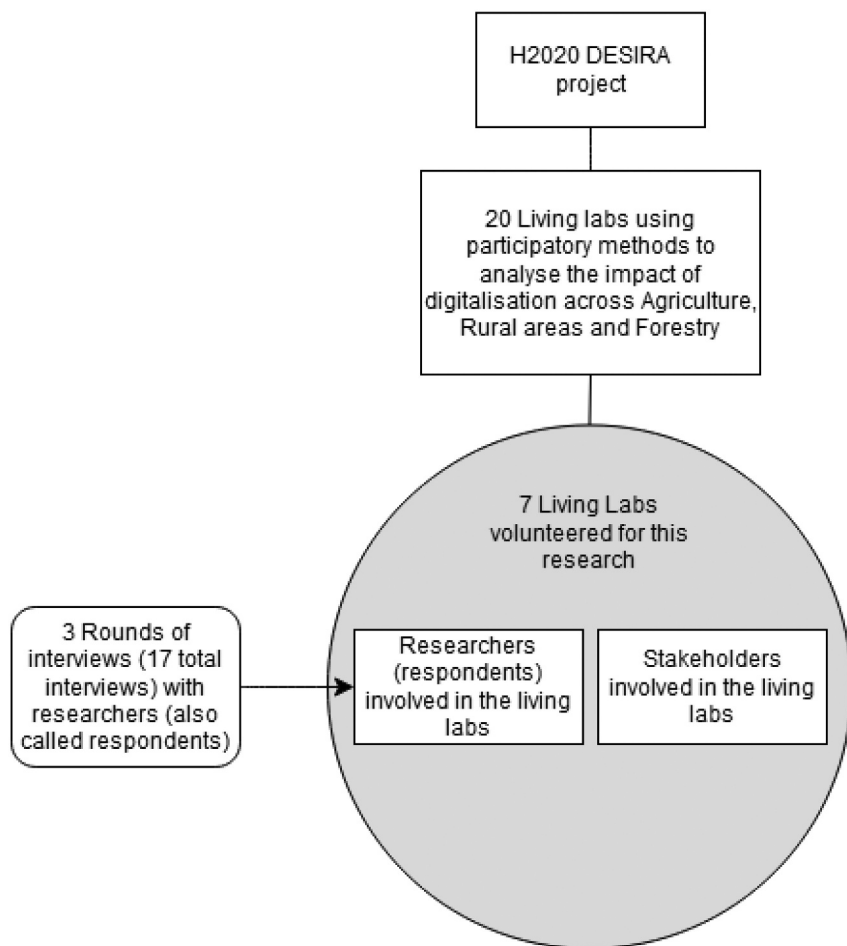 H2020 DESIRA
project
20 Living labs using
participatory methods to
analyse the impact of
digitalisation across Agriculture,
Rural areas and Forestry
7 Living Labs
volunteered for this
research
3 Rounds of
interviews (17 total
interviews) with
researchers (also
called respondents)
Researchers
(respondents)
involved in the living
labs
Stakeholders
involved in the living
labs